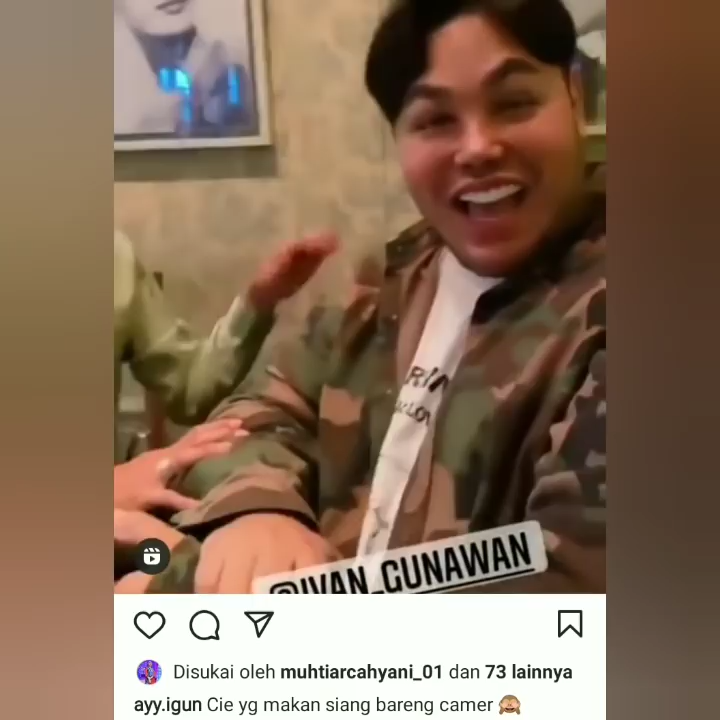 @IVAN_GUNAWAN
Disukai oleh muhtiarcahyani_01 dan 73 lainnya
ayy.igun Cie yg makan siang bareng camer 🙈